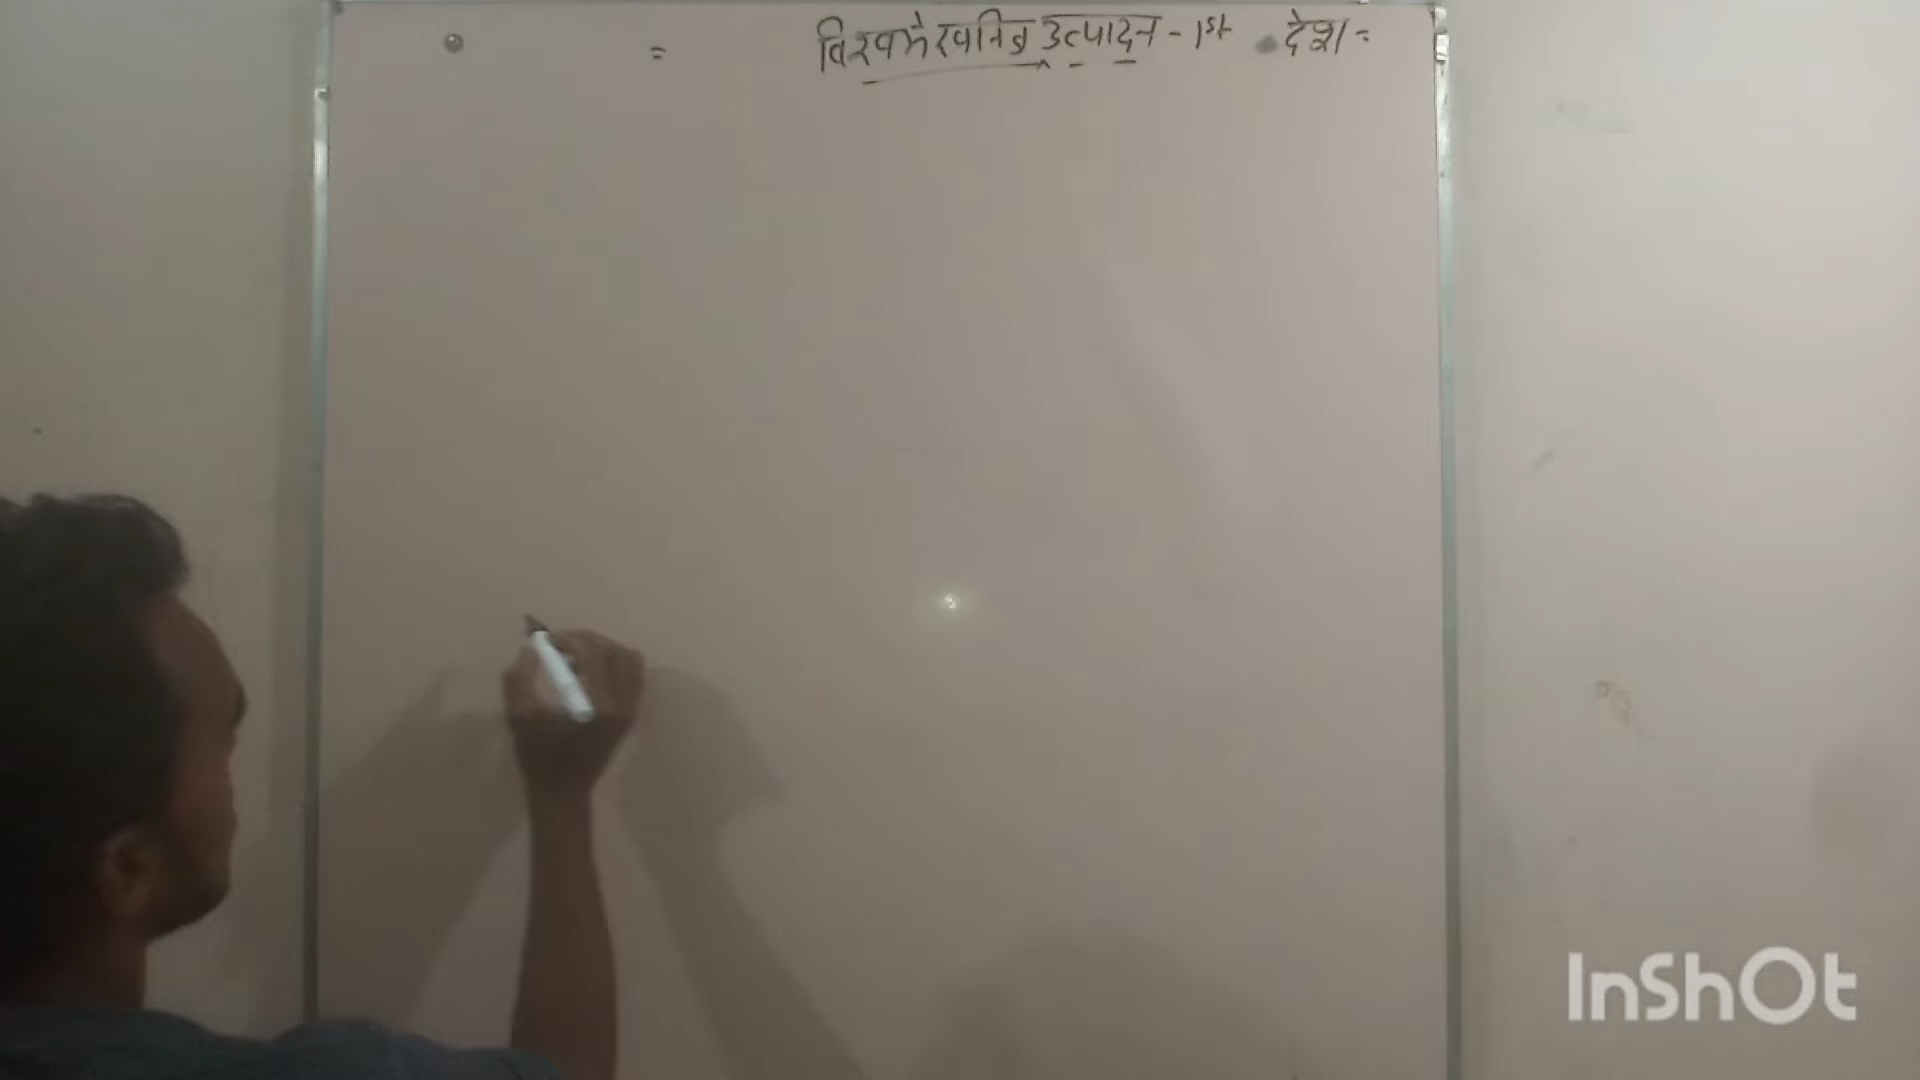 = विश्व मे खनिज उत्पादन - 1st देश =
InShOt